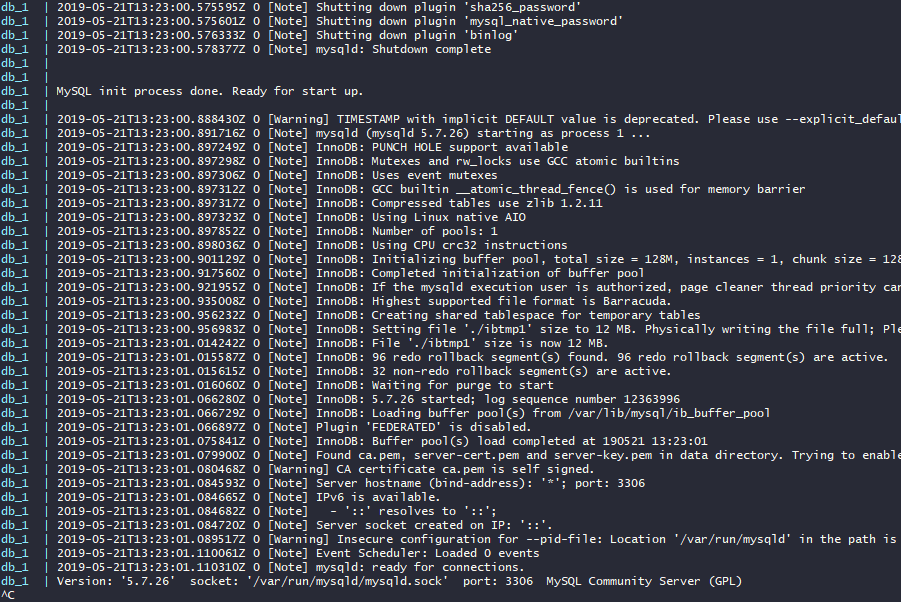 db_1  | 2019-05-21T13:23:00.575595Z 0 [Note] Shutting down plugin 'sha256_password'
db_1  | 2019-05-21T13:23:00.575601Z 0 [Note] Shutting down plugin 'mysql_native_password'
db_1  | 2019-05-21T13:23:00.576333Z 0 [Note] Shutting down plugin 'binlog'
db_1  | 2019-05-21T13:23:00.578377Z 0 [Note] mysqld: Shutdown complete
db_1  |
db_1  |
db_1  | MySQL init process done. Ready for start up.
db_1  |
db_1  | 2019-05-21T13:23:00.888430Z 0 [Warning] TIMESTAMP with implicit DEFAULT value is deprecated. Please use --explicit_defaul
db_1  | 2019-05-21T13:23:00.891716Z 0 [Note] mysqld (mysqld 5.7.26) starting as process 1 ...
db_1  | 2019-05-21T13:23:00.897249Z 0 [Note] InnoDB: PUNCH HOLE support available
db_1  | 2019-05-21T13:23:00.897298Z 0 [Note] InnoDB: Mutexes and rw_locks use GCC atomic builtins
db_1  | 2019-05-21T13:23:00.897306Z 0 [Note] InnoDB: Uses event mutexes
db_1  | 2019-05-21T13:23:00.897312Z 0 [Note] InnoDB: GCC builtin __atomic_thread_fence() is used for memory barrier
db_1  | 2019-05-21T13:23:00.897317Z 0 [Note] InnoDB: Compressed tables use zlib 1.2.11
db_1  | 2019-05-21T13:23:00.897323Z 0 [Note] InnoDB: Using Linux native AIO
db_1  | 2019-05-21T13:23:00.897852Z 0 [Note] InnoDB: Number of pools: 1
db_1  | 2019-05-21T13:23:00.898036Z 0 [Note] InnoDB: Using CPU crc32 instructions
db_1  | 2019-05-21T13:23:00.901129Z 0 [Note] InnoDB: Initializing buffer pool, total size = 128M, instances = 1, chunk size = 128
db_1  | 2019-05-21T13:23:00.917560Z 0 [Note] InnoDB: Completed initialization of buffer pool
db_1  | 2019-05-21T13:23:00.921955Z 0 [Note] InnoDB: If the mysqld execution user is authorized, page cleaner thread priority can
db_1  | 2019-05-21T13:23:00.935008Z 0 [Note] InnoDB: Highest supported file format is Barracuda.
db_1  | 2019-05-21T13:23:00.956232Z 0 [Note] InnoDB: Creating shared tablespace for temporary tables
db_1  | 2019-05-21T13:23:00.956983Z 0 [Note] InnoDB: Setting file './ibtmp1' size to 12 MB. Physically writing the file full; Ple
db_1  | 2019-05-21T13:23:01.014242Z 0 [Note] InnoDB: File './ibtmp1' size is now 12 MB.
db_1  | 2019-05-21T13:23:01.015587Z 0 [Note] InnoDB: 96 redo rollback segment(s) found. 96 redo rollback segment(s) are active.
db_1  | 2019-05-21T13:23:01.015615Z 0 [Note] InnoDB: 32 non-redo rollback segment(s) are active.
db_1  | 2019-05-21T13:23:01.016060Z 0 [Note] InnoDB: Waiting for purge to start
db_1  | 2019-05-21T13:23:01.066280Z 0 [Note] InnoDB: 5.7.26 started; log sequence number 12363996
db_1  | 2019-05-21T13:23:01.066729Z 0 [Note] InnoDB: Loading buffer pool(s) from /var/lib/mysql/ib_buffer_pool
db_1  | 2019-05-21T13:23:01.066897Z 0 [Note] Plugin 'FEDERATED' is disabled.
db_1  | 2019-05-21T13:23:01.075841Z 0 [Note] InnoDB: Buffer pool(s) load completed at 190521 13:23:01
db_1  | 2019-05-21T13:23:01.079900Z 0 [Note] Found ca.pem, server-cert.pem and server-key.pem in data directory. Trying to enable
db_1  | 2019-05-21T13:23:01.080468Z 0 [Warning] CA certificate ca.pem is self signed.
db_1  | 2019-05-21T13:23:01.084593Z 0 [Note] Server hostname (bind-address): '*'; port: 3306
db_1  | 2019-05-21T13:23:01.084665Z 0 [Note] IPv6 is available.
db_1  | 2019-05-21T13:23:01.084682Z 0 [Note]   - '::' resolves to '::';
db_1  | 2019-05-21T13:23:01.084720Z 0 [Note] Server socket created on IP: '::'.
db_1  | 2019-05-21T13:23:01.089517Z 0 [Warning] Insecure configuration for --pid-file: Location '/var/run/mysqld' in the path is
db_1  | 2019-05-21T13:23:01.110061Z 0 [Note] Event Scheduler: Loaded 0 events
db_1  | 2019-05-21T13:23:01.110310Z 0 [Note] mysqld: ready for connections.
db_1  | Version: '5.7.26'  socket: '/var/run/mysqld/mysqld.sock'  port: 3306  MySQL Community Server (GPL)
^C